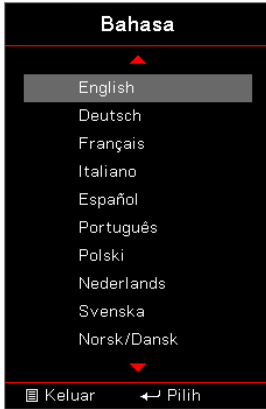 Bahasa
English
Deutsch
Français
Italiano
Español
Português
Polski
Nederlands
Svenska
Norsk/Dansk
Keluar Pilih